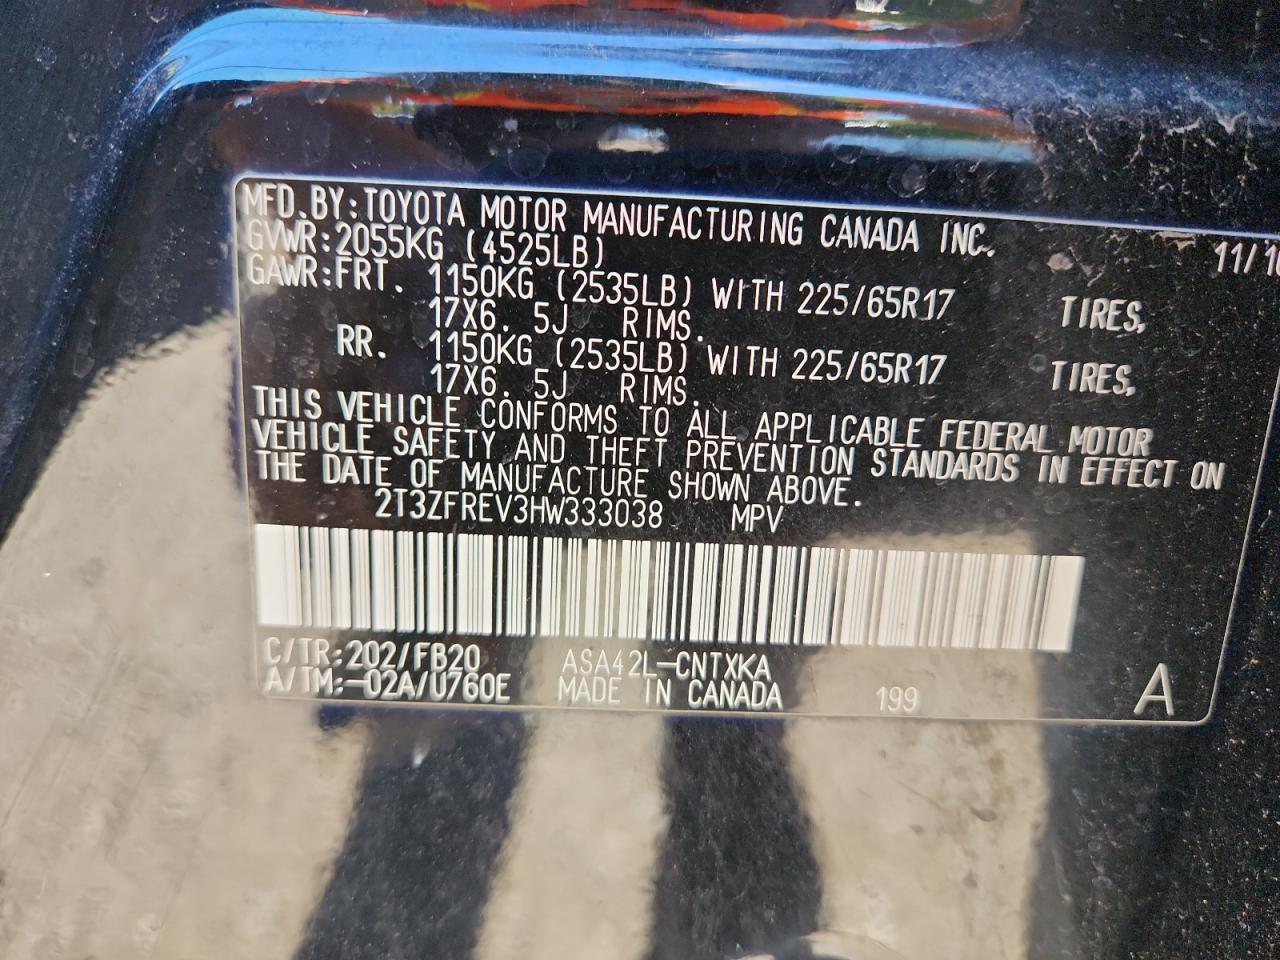 MFD.BY:TOYOTA MOTOR MANUFACTURING CANADA INC.
GVWR:2055KG (4525LB) 11/16
GAWR:FRT. 1150KG (2535LB) WITH 225/65R17 TIRES,
17X6.5J RIMS.
RR. 1150KG (2535LB) WITH 225/65R17 TIRES,
17X6.5J RIMS.
THIS VEHICLE CONFORMS TO ALL APPLICABLE FEDERAL MOTOR
VEHICLE SAFETY AND THEFT PREVENTION STANDARDS IN EFFECT ON
THE DATE OF MANUFACTURE SHOWN ABOVE.
2T3ZFREV3HW333038 MPV
C/TR:202/FB20 ASA42L-CNTXKA
A/TM:-02A/U760E MADE IN CANADA 199 A